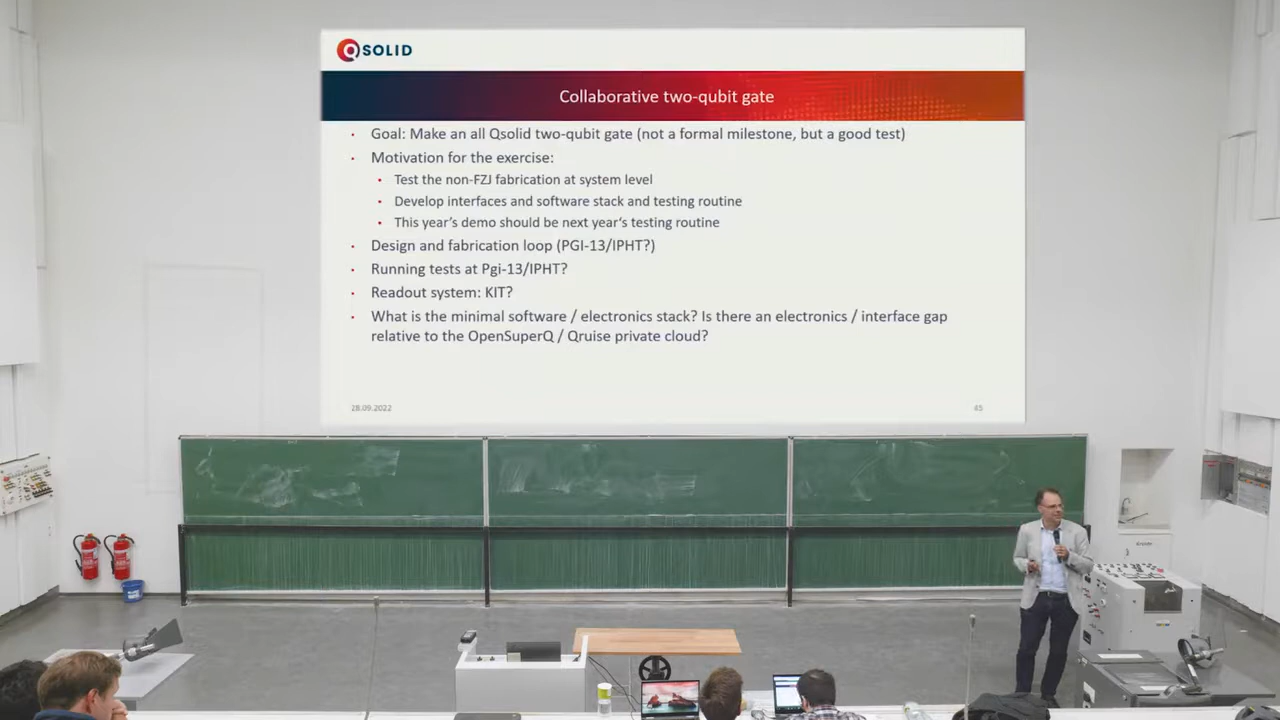 QSOLID
Collaborative two-qubit gate
• Goal: Make an all Qsolid two-qubit gate (not a formal milestone, but a good test)
• Motivation for the exercise:
• Test the non-FZJ fabrication at system level
• Develop interfaces and software stack and testing routine
• This year's demo should be next year's testing routine
• Design and fabrication loop (PGI-13/IPHT?)
• Running tests at Pgi-13/IPHT?
• Readout system: KIT?
• What is the minimal software / electronics stack? Is there an electronics / interface gap
relative to the OpenSuperQ / Qruise private cloud?
28.09.2022
45